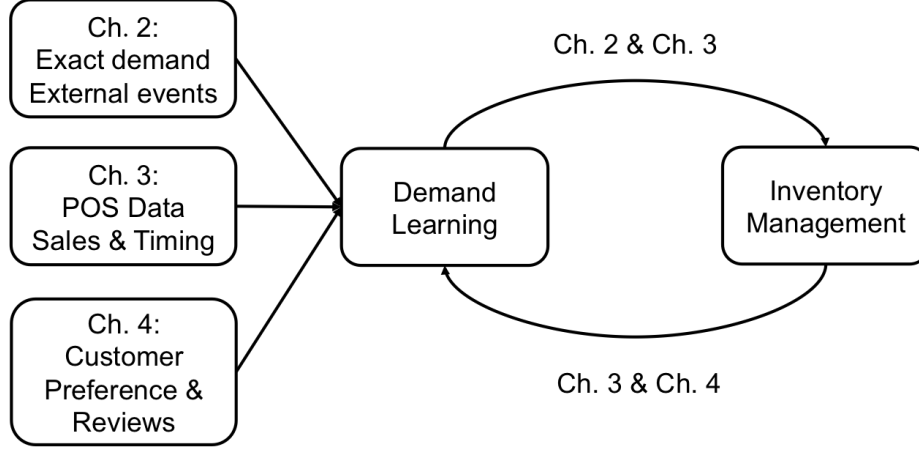 Ch. 2:
Exact demand
External events
Ch. 3:
POS Data
Sales & Timing
Ch. 4:
Customer
Preference &
Reviews
Demand
Learning
Ch. 2 & Ch. 3
Inventory
Management
Ch. 3 & Ch. 4